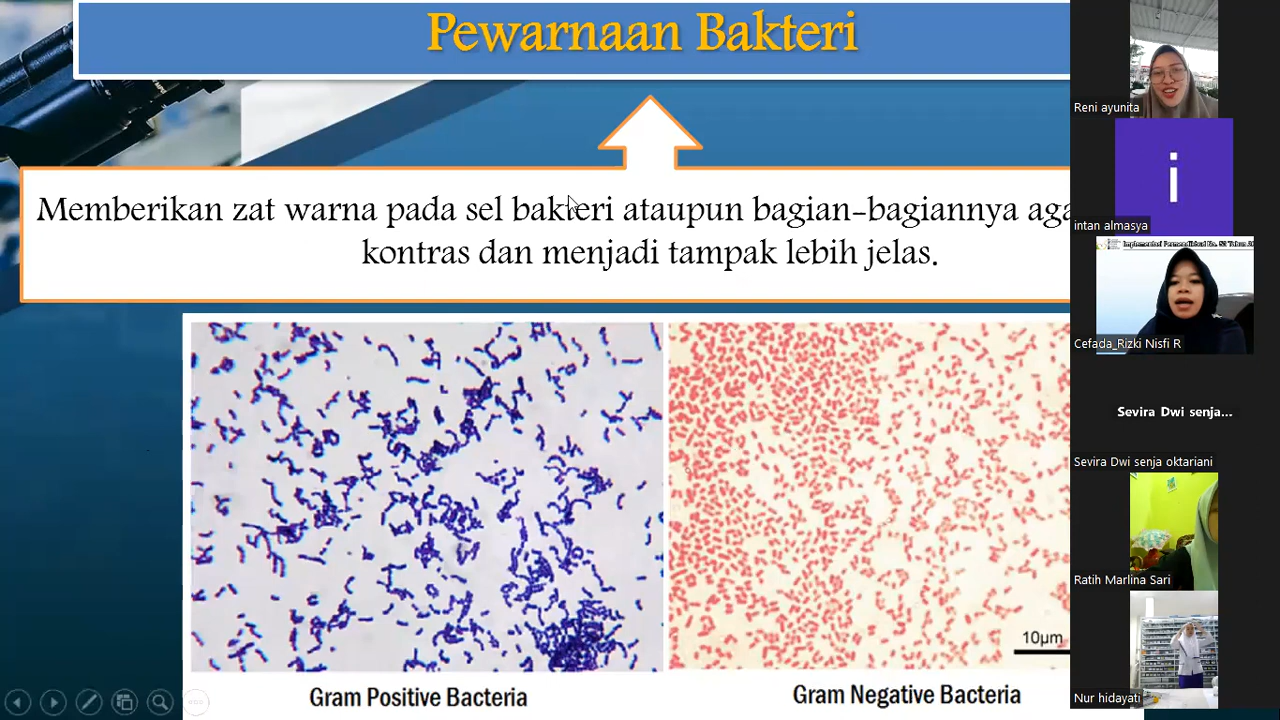 Pewarnaan Bakteri
Memberikan zat warna pada sel bakteri ataupun bagian-bagiannya aga
kontras dan menjadi tampak lebih jelas.
10µm
Gram Positive Bacteria
Gram Negative Bacteria
Reni ayunita
i
intan almasya
Cefada_Rizki Nisfi R
Sevira Dwi senja...
Sevira Dwi senja oktariani
Ratih Marlina Sari
Nur hidayati